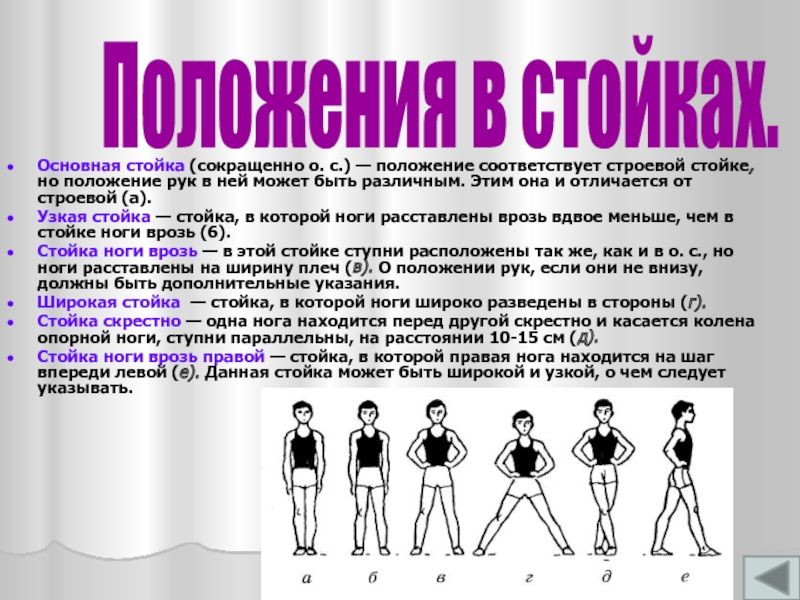 Положения в стойках.
• Основная стойка (сокращенно о. с.) — положение соответствует строевой стойке,
но положение рук в ней может быть различным. Этим она и отличается от
строевой (а).
• Узкая стойка — стойка, в которой ноги расставлены врозь вдвое меньше, чем в
стойке ноги врозь (б).
• Стойка ноги врозь — в этой стойке ступни расположены так же, как и в о. с., но
ноги расставлены на ширину плеч (в). О положении рук, если они не внизу,
должны быть дополнительные указания.
• Широкая стойка — стойка, в которой ноги широко разведены в стороны (г).
• Стойка скрестно — одна нога находится перед другой скрестно и касается колена
опорной ноги, ступни параллельны, на расстоянии 10-15 см (д).
• Стойка ноги врозь правой — стойка, в которой правая нога находится на шаг
впереди левой (е). Данная стойка может быть широкой и узкой, о чем следует
указывать.
а б в г д е